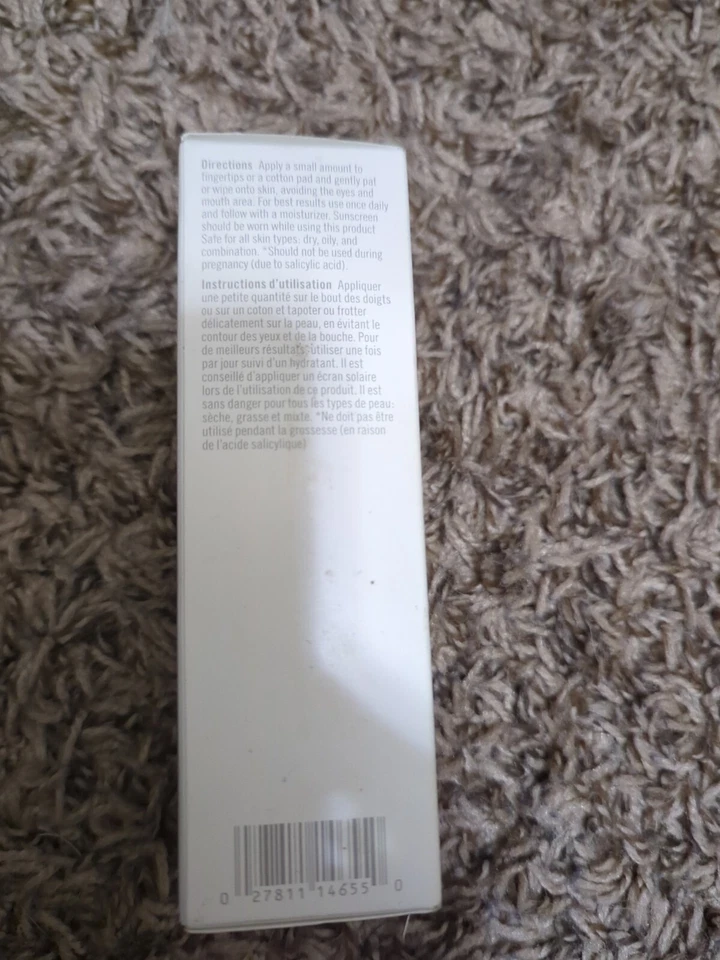 Directions Apply a small amount to
fingertips or a cotton pad and gently pat
or wipe onto skin, avoiding the eyes and
mouth area. For best results use once daily
and follow with a moisturizer. Sunscreen
should be worn while using this product
Safe for all skin types: dry, oily, and
combination. *Should not be used during
pregnancy (due to salicylic acid).
Instructions d'utilisation Appliquer
une petite quantité sur le bout des doigts
ou sur un coton et tapoter ou frotter
délicatement sur la peau, en évitant le
contour des yeux et de la bouche. Pour
de meilleurs résultats utiliser une fois
par jour suivi d'un hydratant. Il est
conseillé d'appliquer un écran solaire
lors de l'utilisation de ce produit. Il est
sans danger pour tous les types de peau:
sèche, grasse et mixte. *Ne doit pas être
utilisé pendant la grossesse (en raison
de l'acide salicylique)
0 27811 14655 0